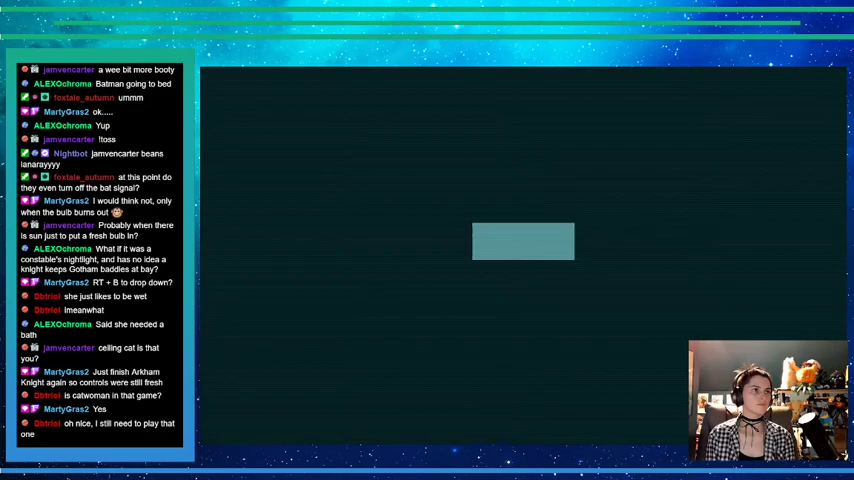 jamvencarter a wee bit more booty
ALEXOchroma Batman going to bed
foxtale_autumn ummm
MartyGras2 ok.....
ALEXOchroma Yup
jamvencarter !toss
Nightbot jamvencarter beans
lanarayyyy
foxtale_autumn at this point do
they even turn off the bat signal?
MartyGras2 I would think not, only
when the bulb burns out
jamvencarter Probably when there
is sun just to put a fresh bulb in?
ALEXOchroma What if it was a
constable's nightlight, and has no idea a
knight keeps Gotham baddies at bay?
MartyGras2 RT + B to drop down?
Dbtriol she just likes to be wet
Dbtriol Imeanwhat
ALEXOchroma Said she needed a
bath
jamvencarter ceiling cat is that
you?
MartyGras2 Just finish Arkham
Knight again so controls were still fresh
Dbtriol is catwoman in that game?
MartyGras2 Yes
Dbtriol oh nice, I still need to play that
one